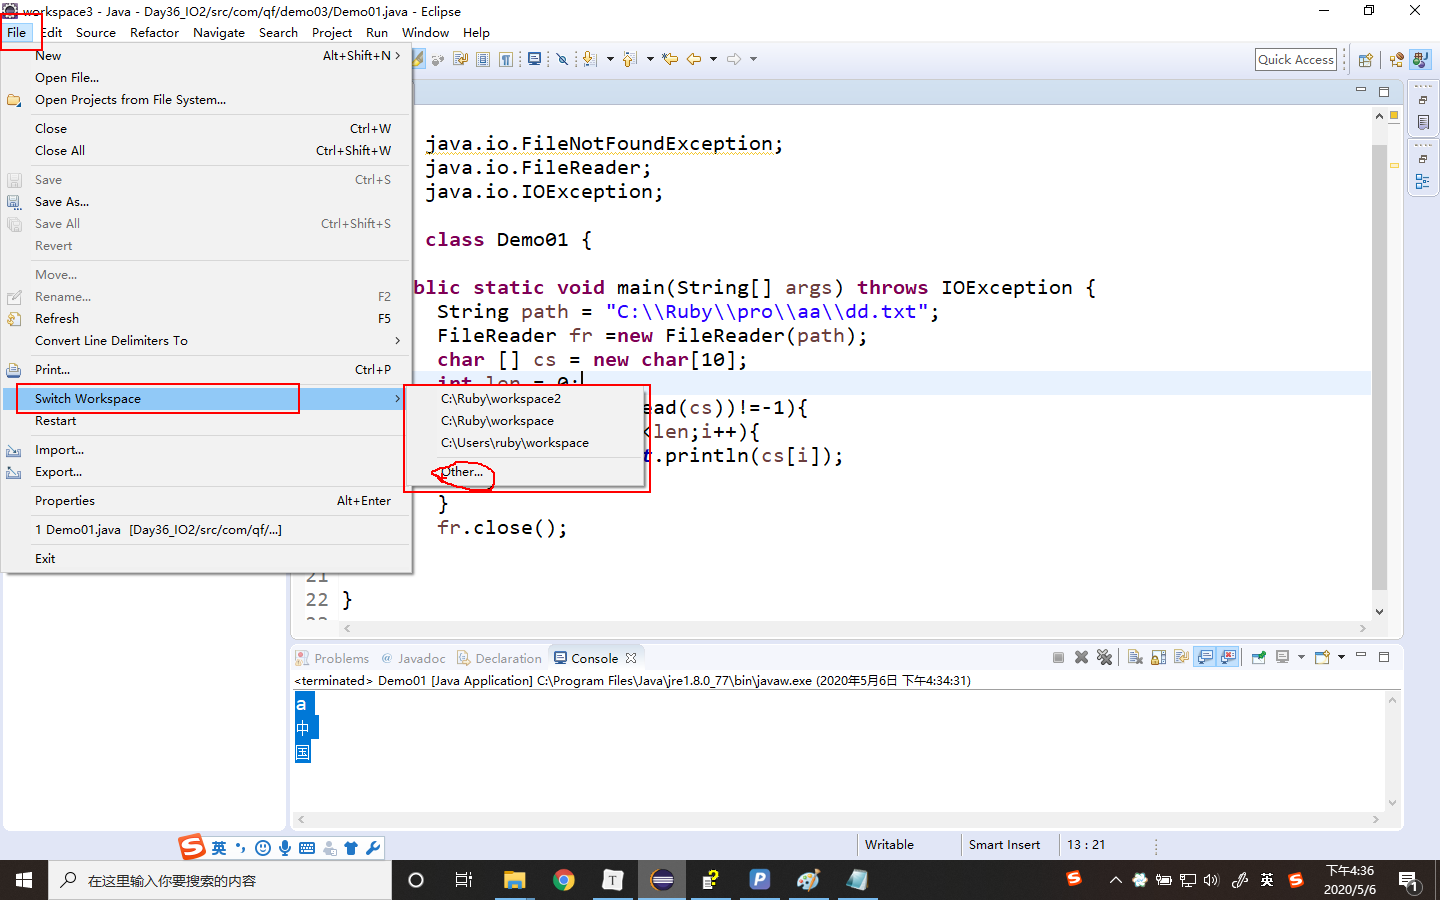 workspace3 - Java - Day36_IO2/src/com/qf/demo03/Demo01.java - Eclipse
File Edit Source Refactor Navigate Search Project Run Window Help
New Alt+Shift+N
Open File...
Open Projects from File System...
Close Ctrl+W
Close All Ctrl+Shift+W
Save Ctrl+S
Save As...
Save All Ctrl+Shift+S
Revert
Move...
Rename... F2
Refresh F5
Convert Line Delimiters To
Print... Ctrl+P
Switch Workspace
Restart
Import...
Export...
Properties Alt+Enter
1 Demo01.java [Day36_IO2/src/com/qf/...]
Exit
C:\Ruby\workspace2
C:\Ruby\workspace
C:\Users\ruby\workspace
Other...
Quick Access
java.io.FileNotFoundException;
java.io.FileReader;
java.io.IOException;
class Demo01 {
blic static void main(String[] args) throws IOException {
String path = "C:\\Ruby\\pro\\aa\\dd.txt";
FileReader fr =new FileReader(path);
char [] cs = new char[10];
int len = 0;
ead(cs))!=-1){
<len;i++){
t.println(cs[i]);
}
fr.close();
21
22 }
Problems @ Javadoc Declaration Console
<terminated> Demo01 [Java Application] C:\Program Files\Java\jre1.8.0_77\bin\javaw.exe (2020年5月6日 下午4:34:31)
a
中
国
S 英
Writable Smart Insert 13 : 21
在这里输入你要搜索的内容
T
P
英
S
下午4:36
2020/5/6
1